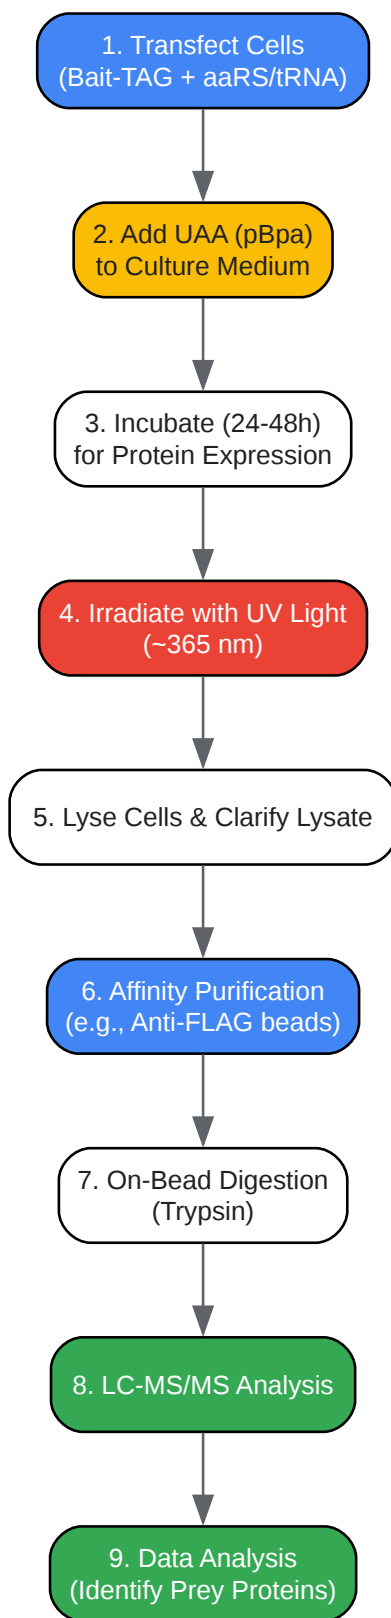 1. Transfect Cells
(Bait-TAG + aaRS/tRNA)
2. Add UAA (pBpa)
to Culture Medium
3. Incubate (24-48h)
for Protein Expression
4. Irradiate with UV Light
(~365 nm)
5. Lyse Cells & Clarify Lysate
6. Affinity Purification
(e.g., Anti-FLAG beads)
7. On-Bead Digestion
(Trypsin)
8. LC-MS/MS Analysis
9. Data Analysis
(Identify Prey Proteins)